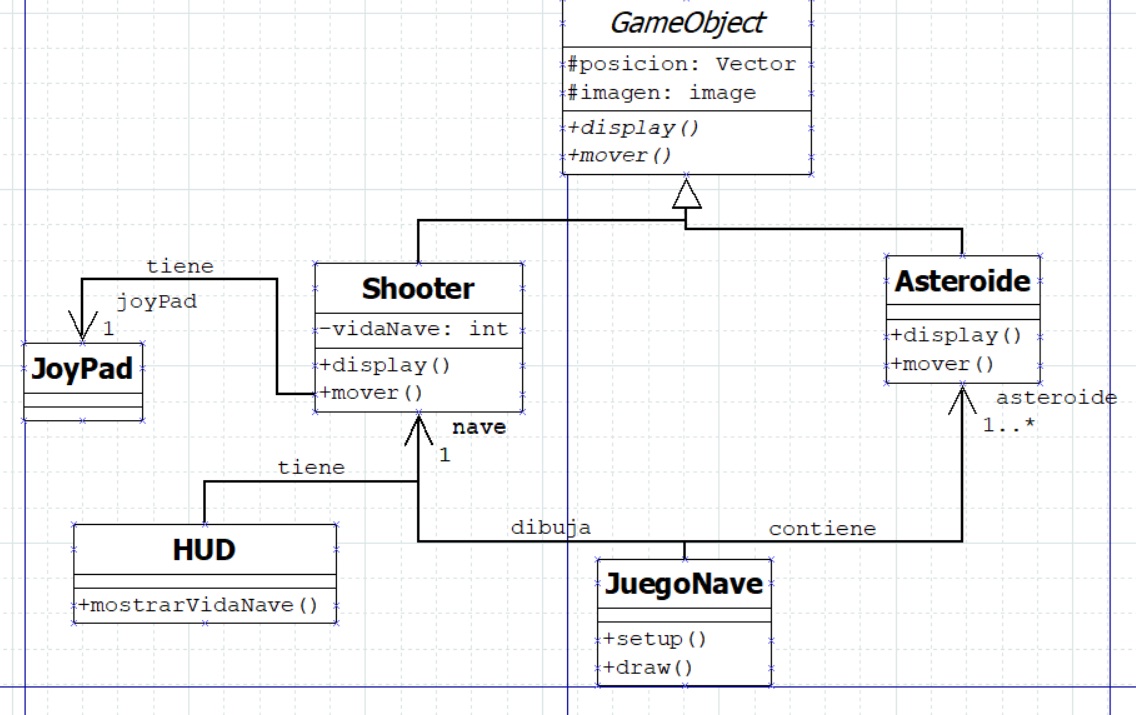 GameObject
#posicion: Vector
#imagen: image
+display()
+mover()
tiene
joyPad
1
JoyPad
Shooter
-vidaNave: int
+display()
+mover()
Asteroide
+display()
+mover()
nave
1
asteroide
1..*
tiene
dibuja
contiene
HUD
+mostrarVidaNave()
JuegoNave
+setup()
+draw()